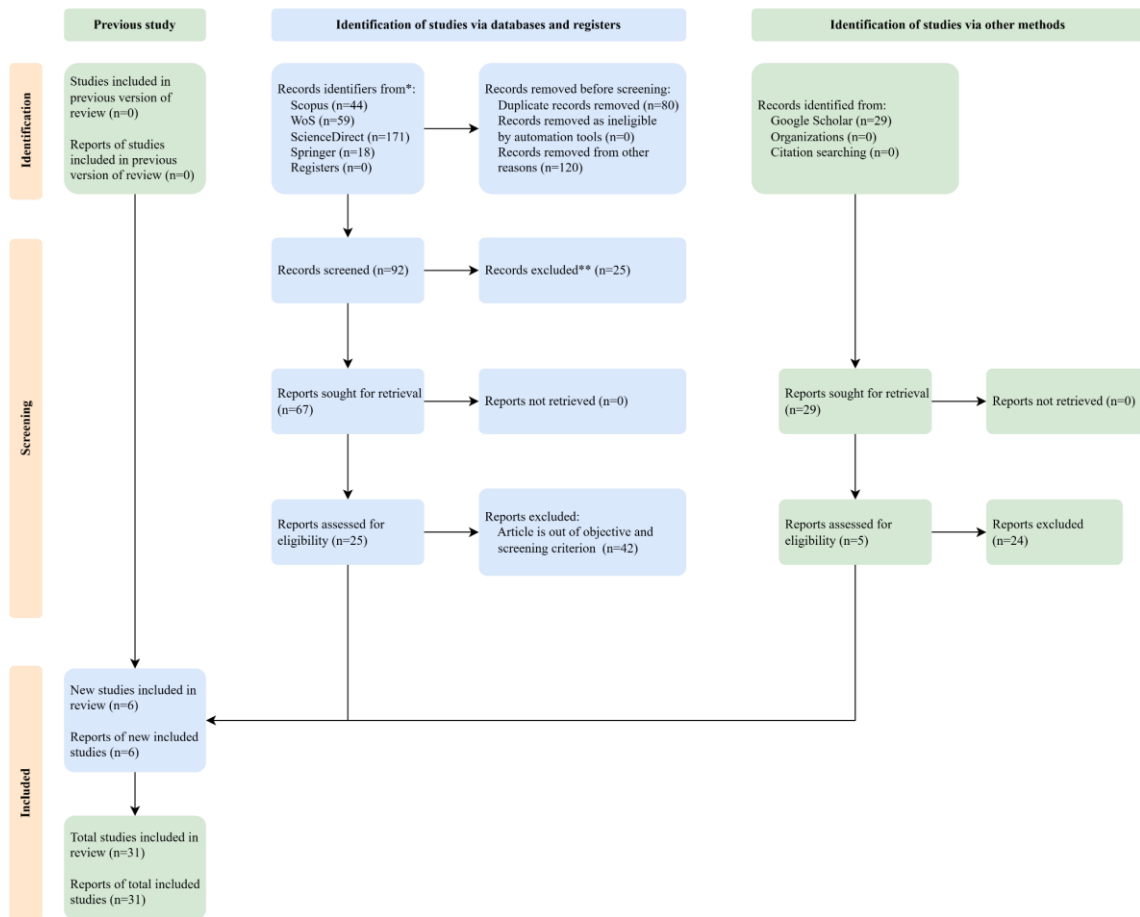 Previous study
Identification of studies via databases and registers
Identification of studies via other methods
Identification
Studies included in
previous version of
review (n=0)
Reports of studies
included in previous
version of review (n=0)
Records identifiers from*:
Scopus (n=44)
WoS (n=59)
ScienceDirect (n=171)
Springer (n=18)
Registers (n=0)
Records removed before screening:
Duplicate records removed (n=80)
Records removed as ineligible
by automation tools (n=0)
Records removed from other
reasons (n=120)
Records identified from:
Google Scholar (n=29)
Organizations (n=0)
Citation searching (n=0)
Screening
Records screened (n=92)
Records excluded** (n=25)
Reports sought for retrieval
(n=67)
Reports not retrieved (n=0)
Reports sought for retrieval
(n=29)
Reports not retrieved (n=0)
Reports assessed for
eligibility (n=25)
Reports excluded:
Article is out of objective and
screening criterion (n=42)
Reports assessed for
eligibility (n=5)
Reports excluded
(n=24)
Included
New studies included in
review (n=6)
Reports of new included
studies (n=6)
Total studies included in
review (n=31)
Reports of total included
studies (n=31)